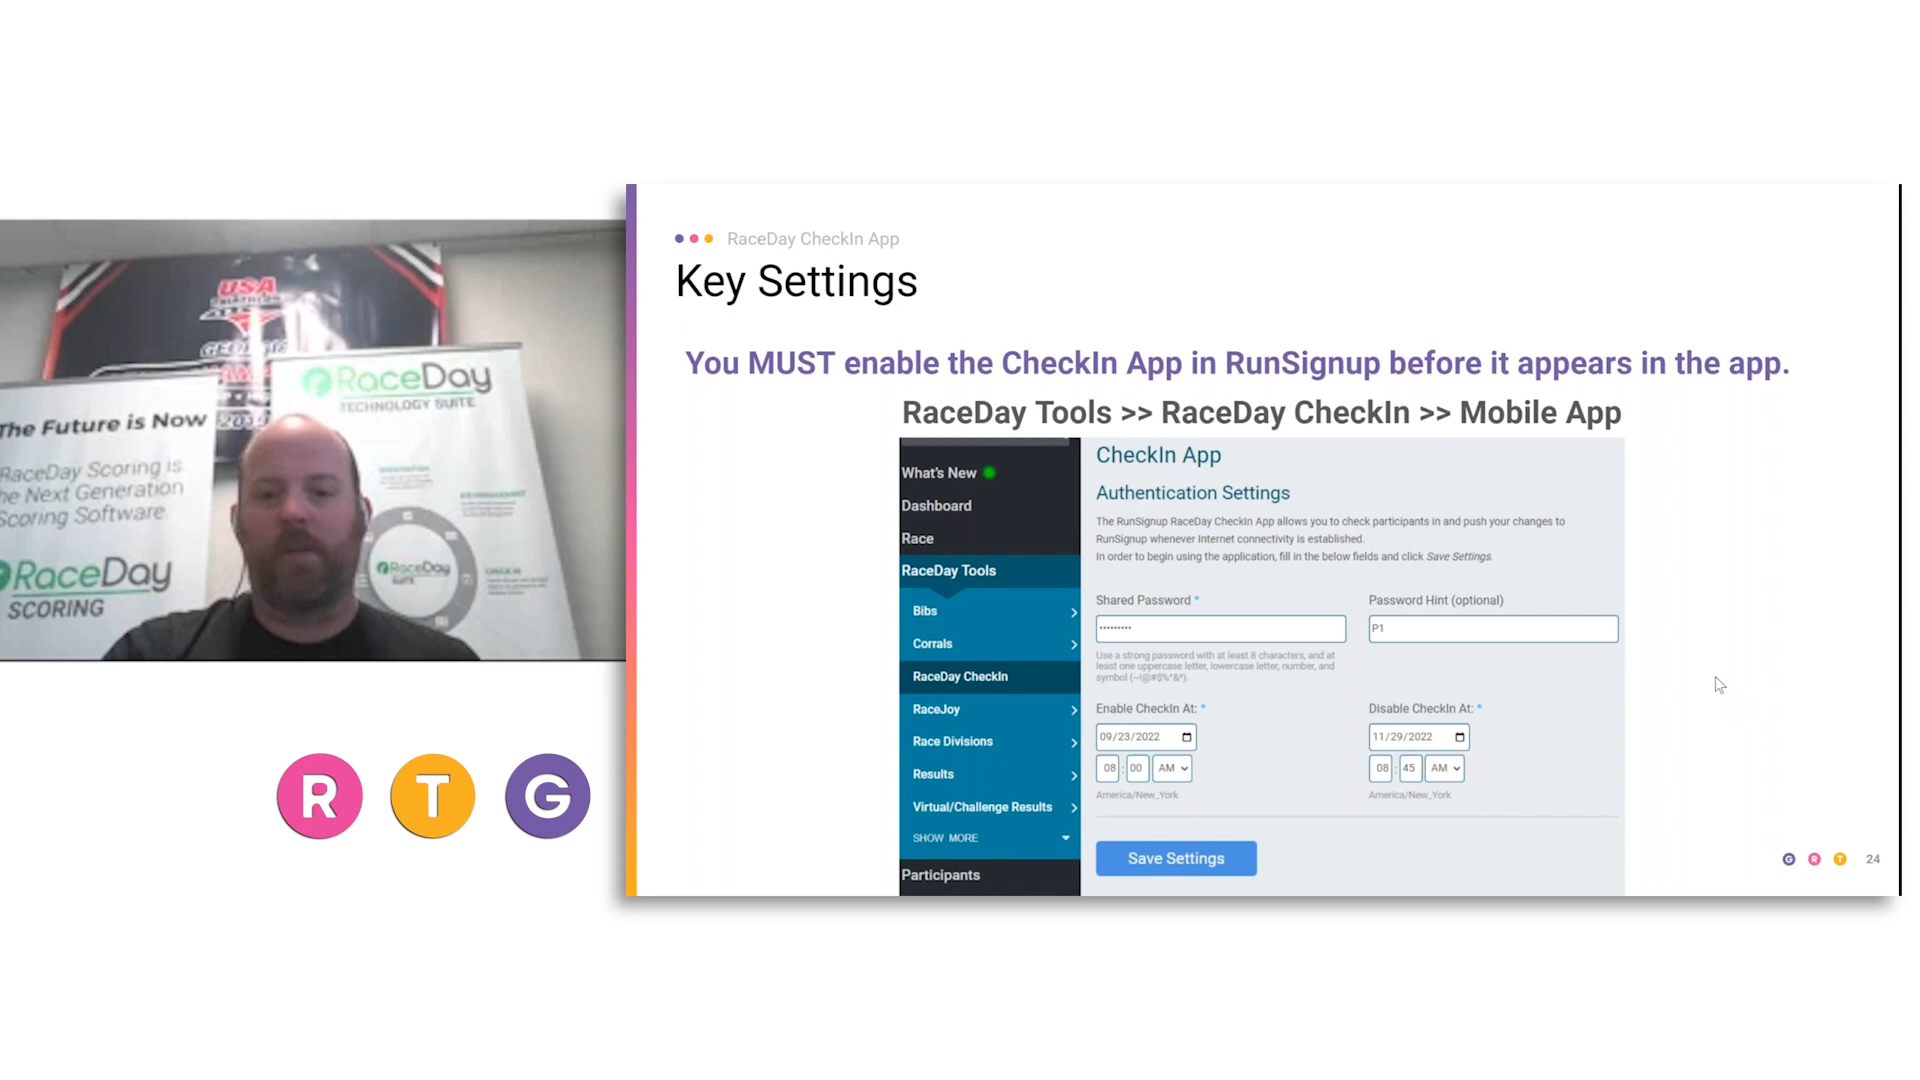 USA
GEORGIA
2019
The Future is Now
RaceDay Scoring is
the Next Generation
Scoring Software.
RaceDay
SCORING
RaceDay
TECHNOLOGY SUITE
RaceDay
SUITE
CHECK IN
R T G
RaceDay CheckIn App
Key Settings
You MUST enable the CheckIn App in RunSignup before it appears in the app.
RaceDay Tools >> RaceDay CheckIn >> Mobile App
What's New
Dashboard
Race
RaceDay Tools
Bibs
Corrals
RaceDay CheckIn
RaceJoy
Race Divisions
Results
Virtual/Challenge Results
SHOW MORE
Participants
CheckIn App
Authentication Settings
The RunSignup RaceDay CheckIn App allows you to check participants in and push your changes to
RunSignup whenever Internet connectivity is established.
In order to begin using the application, fill in the below fields and click Save Settings.
Shared Password *
•••••••••
Use a strong password with at least 8 characters, and at
least one uppercase letter, lowercase letter, number, and
symbol (~!@#$%^&*).
Password Hint (optional)
P1
Enable CheckIn At: *
09/23/2022
08 : 00 AM
America/New_York
Disable CheckIn At: *
11/29/2022
08 : 45 AM
America/New_York
Save Settings
G R T 24